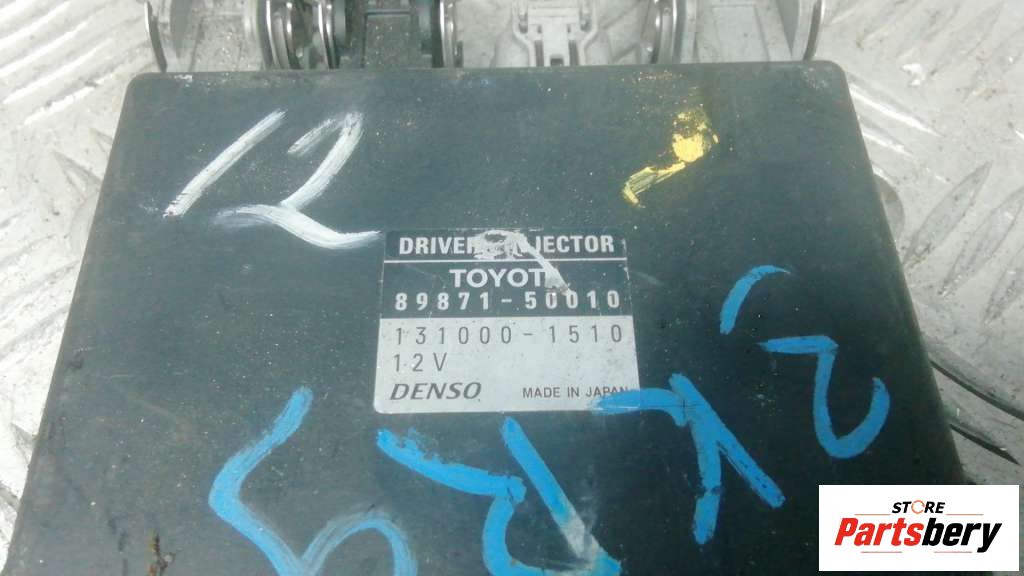 12
DRIVER, INJECTOR
TOYOTA
89871-50010
131000-1510
12V
DENSO MADE IN JAPAN
STORE
Partsbery